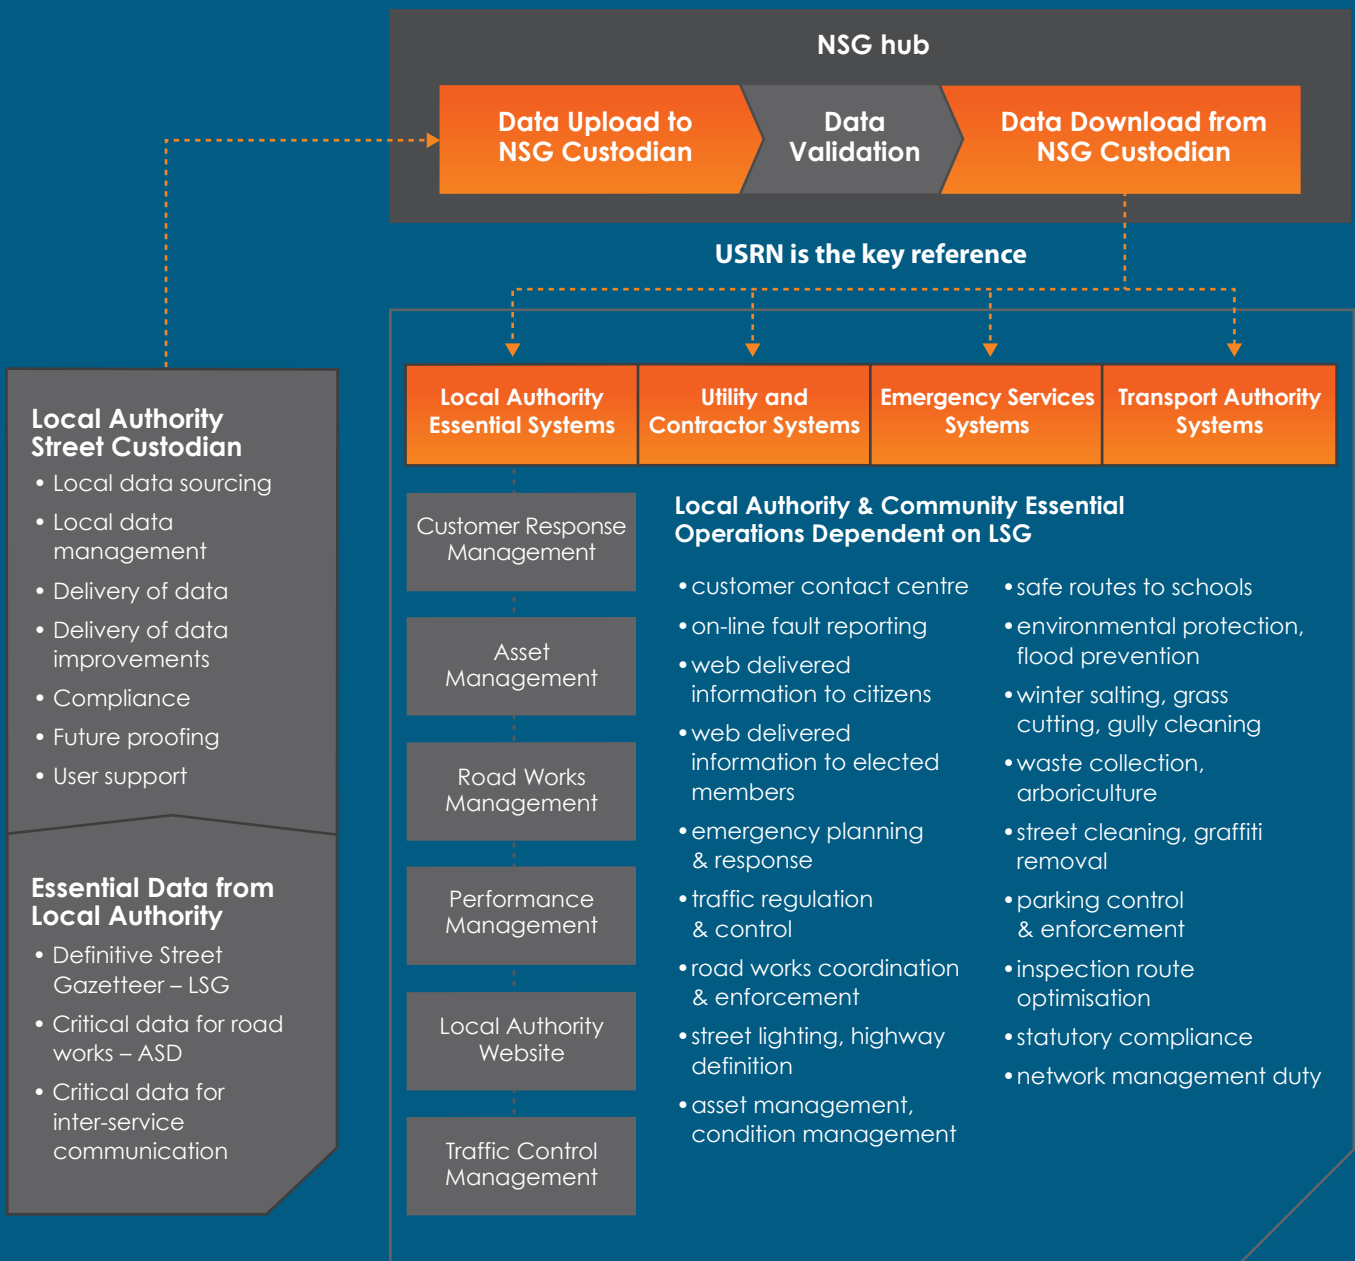 NSG hub
Data Upload to
NSG Custodian
Data
Validation
Data Download from
NSG Custodian
USRN is the key reference
Local Authority
Street Custodian
• Local data sourcing
• Local data
management
• Delivery of data
• Delivery of data
improvements
• Compliance
• Future proofing
• User support
Essential Data from
Local Authority
• Definitive Street
Gazetteer – LSG
• Critical data for road
works – ASD
• Critical data for
inter-service
communication
Local Authority
Essential Systems
Utility and
Contractor Systems
Emergency Services
Systems
Transport Authority
Systems
Customer Response
Management
Asset
Management
Road Works
Management
Performance
Management
Local Authority
Website
Traffic Control
Management
Local Authority & Community Essential
Operations Dependent on LSG
• customer contact centre
• on-line fault reporting
• web delivered
information to citizens
• web delivered
information to elected
members
• emergency planning
& response
• traffic regulation
& control
• road works coordination
& enforcement
• street lighting, highway
definition
• asset management,
condition management
• safe routes to schools
• environmental protection,
flood prevention
• winter salting, grass
cutting, gully cleaning
• waste collection,
arboriculture
• street cleaning, graffiti
removal
• parking control
& enforcement
• inspection route
optimisation
• statutory compliance
• network management duty